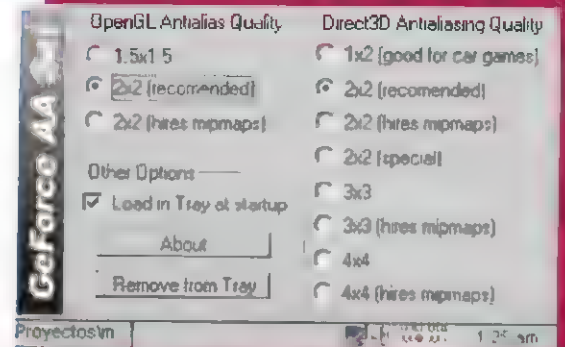 OpenGL Antialias Quality
1.5x1.5
2x2 (recomended)
2x2 (hires mipmaps)
Other Options
Load in Tray at startup
About
Remove from Tray
Direct3D Antialiasing Quality
1x2 (good for car games)
2x2 (recomended)
2x2 (hires mipmaps)
2x2 (special)
3x3
3x3 (hires mipmaps)
4x4
4x4 (hires mipmaps)
GeForce AA
Proyectos\m